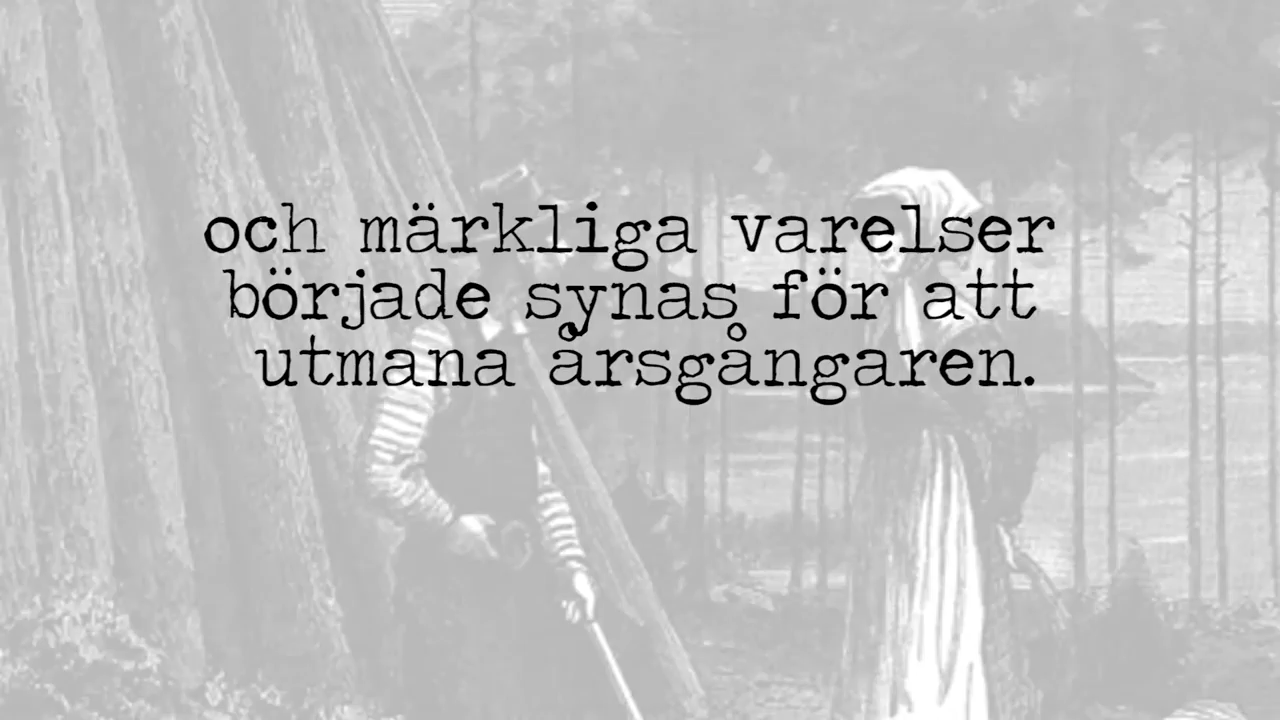 och märkliga varelser
började synas för att
utmana årsgångaren.